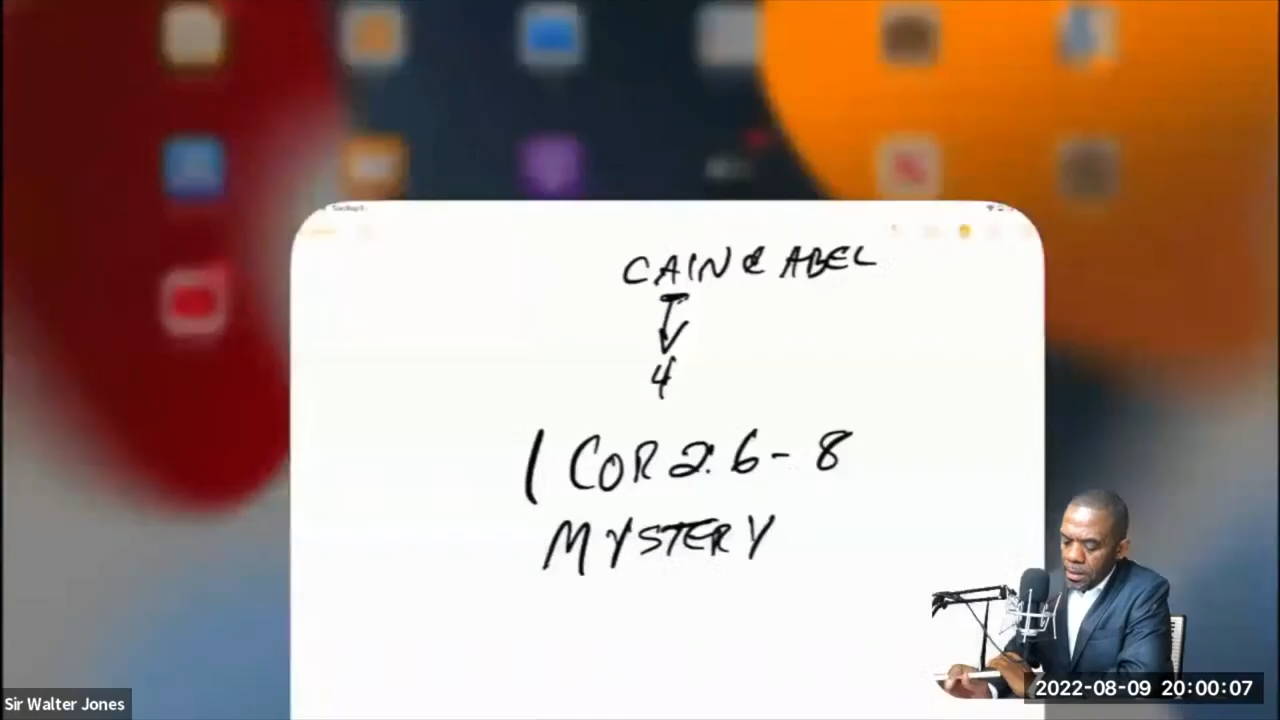 CAIN & ABEL
4
1 COR 2:6-8
MYSTERY
Sir Walter Jones
2022-08-09 20:00:07